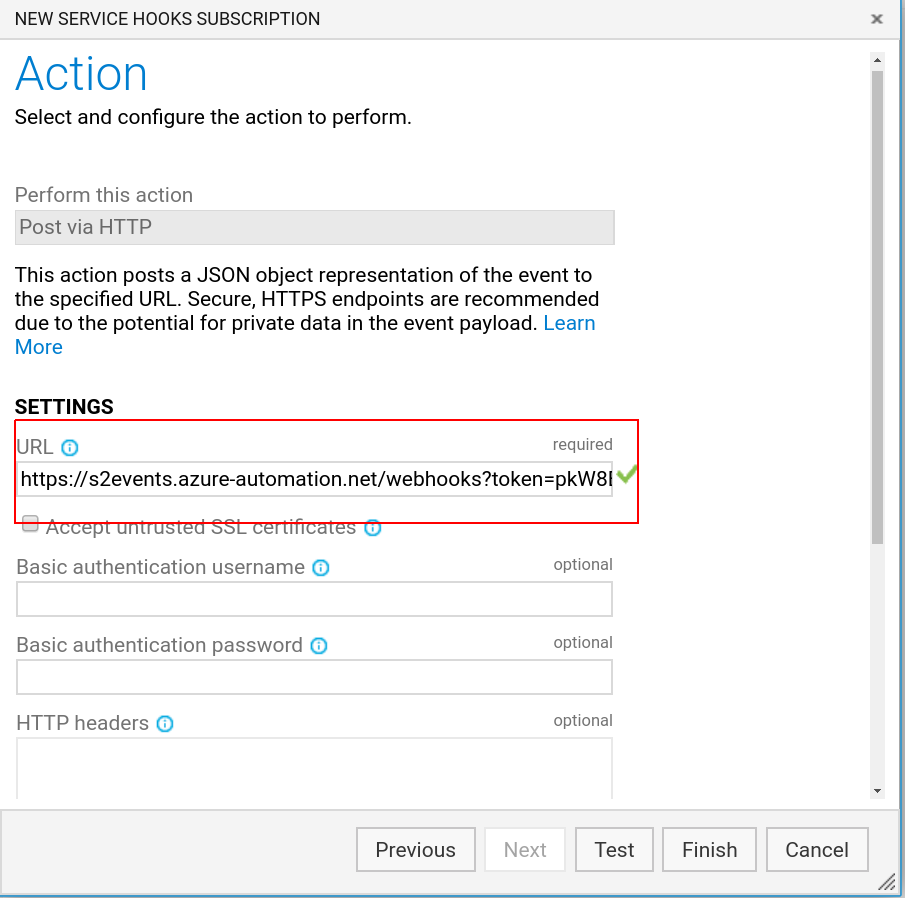 NEW SERVICE HOOKS SUBSCRIPTION
Action
Select and configure the action to perform.
Perform this action
Post via HTTP
This action posts a JSON object representation of the event to
the specified URL. Secure, HTTPS endpoints are recommended
due to the potential for private data in the event payload. Learn
More
SETTINGS
URL required
https://s2events.azure-automation.net/webhooks?token=pkW8
Accept untrusted SSL certificates
Basic authentication username optional
Basic authentication password optional
HTTP headers optional
Previous Next Test Finish Cancel